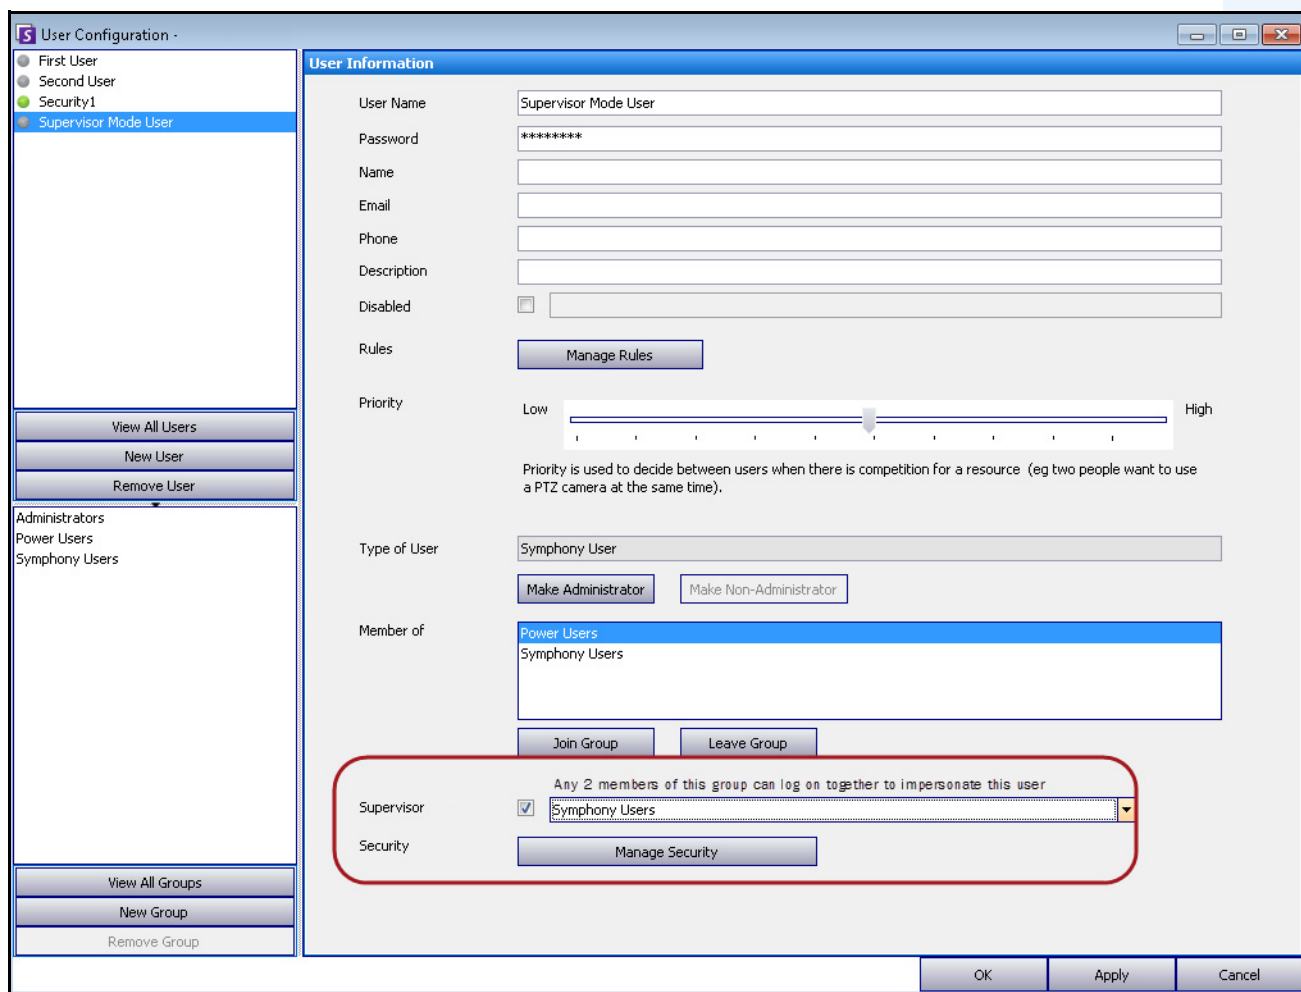 User Configuration -
First User
Second User
Security1
Supervisor Mode User
View All Users
New User
Remove User
Administrators
Power Users
Symphony Users
View All Groups
New Group
Remove Group
User Information
User Name Supervisor Mode User
Password ********
Name
Email
Phone
Description
Disabled
Rules Manage Rules
Priority Low High
Priority is used to decide between users when there is competition for a resource (eg two people want to use
a PTZ camera at the same time).
Type of User Symphony User
Make Administrator Make Non-Administrator
Member of Power Users
Symphony Users
Join Group Leave Group
Any 2 members of this group can log on together to impersonate this user
Supervisor Symphony Users
Security Manage Security
OK Apply Cancel